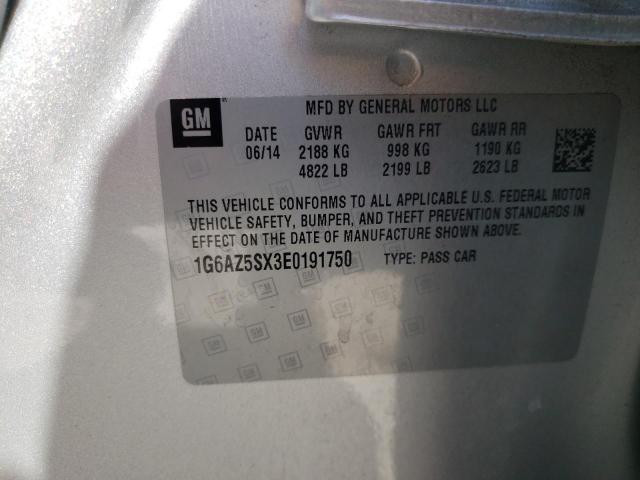 GM
MFD BY GENERAL MOTORS LLC
DATE GVWR GAWR FRT GAWR RR
06/14 2188 KG 998 KG 1190 KG
4822 LB 2199 LB 2623 LB
THIS VEHICLE CONFORMS TO ALL APPLICABLE U.S. FEDERAL MOTOR
VEHICLE SAFETY, BUMPER, AND THEFT PREVENTION STANDARDS IN
EFFECT ON THE DATE OF MANUFACTURE SHOWN ABOVE.
1G6AZ5SX3E0191750 TYPE: PASS CAR